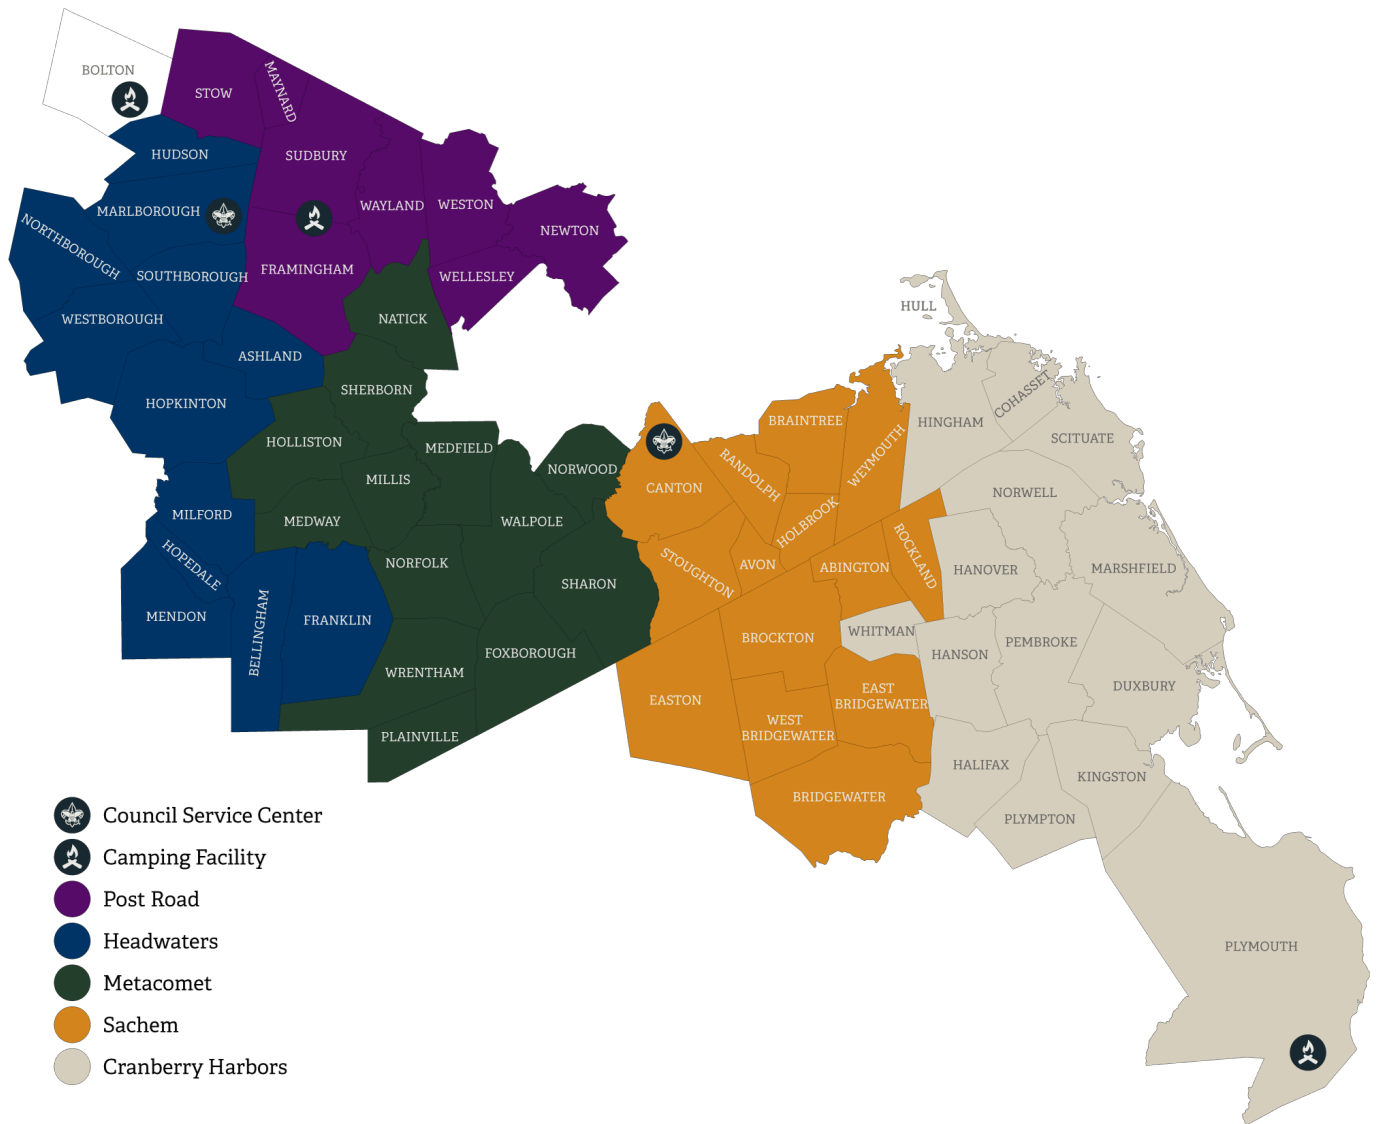 BOLTON
STOW
MAYNARD
HUDSON
SUDBURY
MARLBOROUGH
WAYLAND
WESTON
NEWTON
NORTHBOROUGH
SOUTHBOROUGH
FRAMINGHAM
WELLESLEY
WESTBOROUGH
NATICK
ASHLAND
HOPKINTON
SHERBORN
HOLLISTON
MEDFIELD
MILLIS
NORWOOD
MILFORD
MEDWAY
WALPOLE
HOPEDALE
NORFOLK
SHARON
MENDON
BELLINGHAM
FRANKLIN
WRENTHAM
FOXBOROUGH
PLAINVILLE
HULL
BRAINTREE
WEYMOUTH
HINGHAM
COHASSET
SCITUATE
RANDOLPH
CANTON
NORWELL
HOLBROOK
STOUGHTON
AVON
ABINGTON
ROCKLAND
HANOVER
MARSHFIELD
BROCKTON
WHITMAN
HANSON
PEMBROKE
EASTON
EAST
BRIDGEWATER
DUXBURY
WEST
BRIDGEWATER
HALIFAX
KINGSTON
BRIDGEWATER
PLYMPTON
PLYMOUTH
Council Service Center
Camping Facility
Post Road
Headwaters
Metacomet
Sachem
Cranberry Harbors